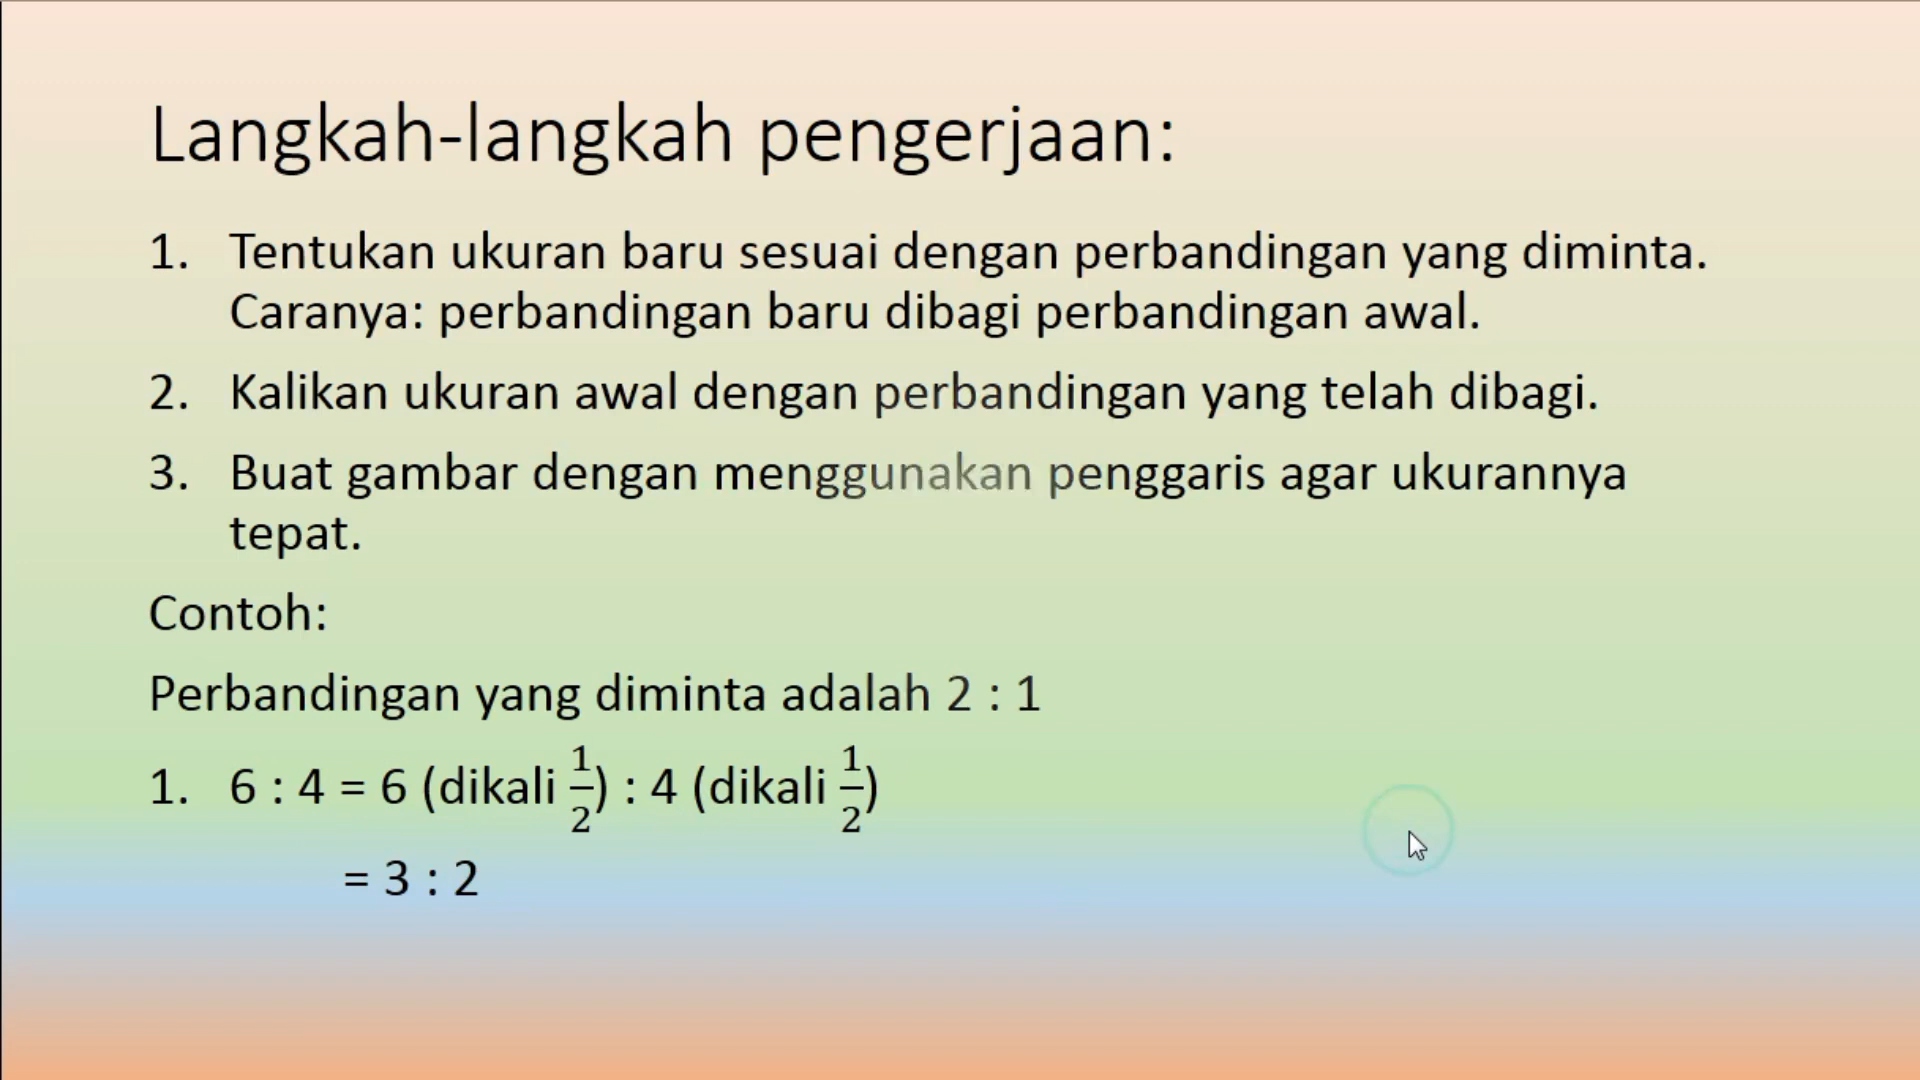 Langkah-langkah pengerjaan:
1. Tentukan ukuran baru sesuai dengan perbandingan yang diminta.
Caranya: perbandingan baru dibagi perbandingan awal.
2. Kalikan ukuran awal dengan perbandingan yang telah dibagi.
3. Buat gambar dengan menggunakan penggaris agar ukurannya
tepat.
Contoh:
Perbandingan yang diminta adalah 2 : 1
1. 6 : 4 = 6 (dikali 1/2) : 4 (dikali 1/2)
= 3 : 2